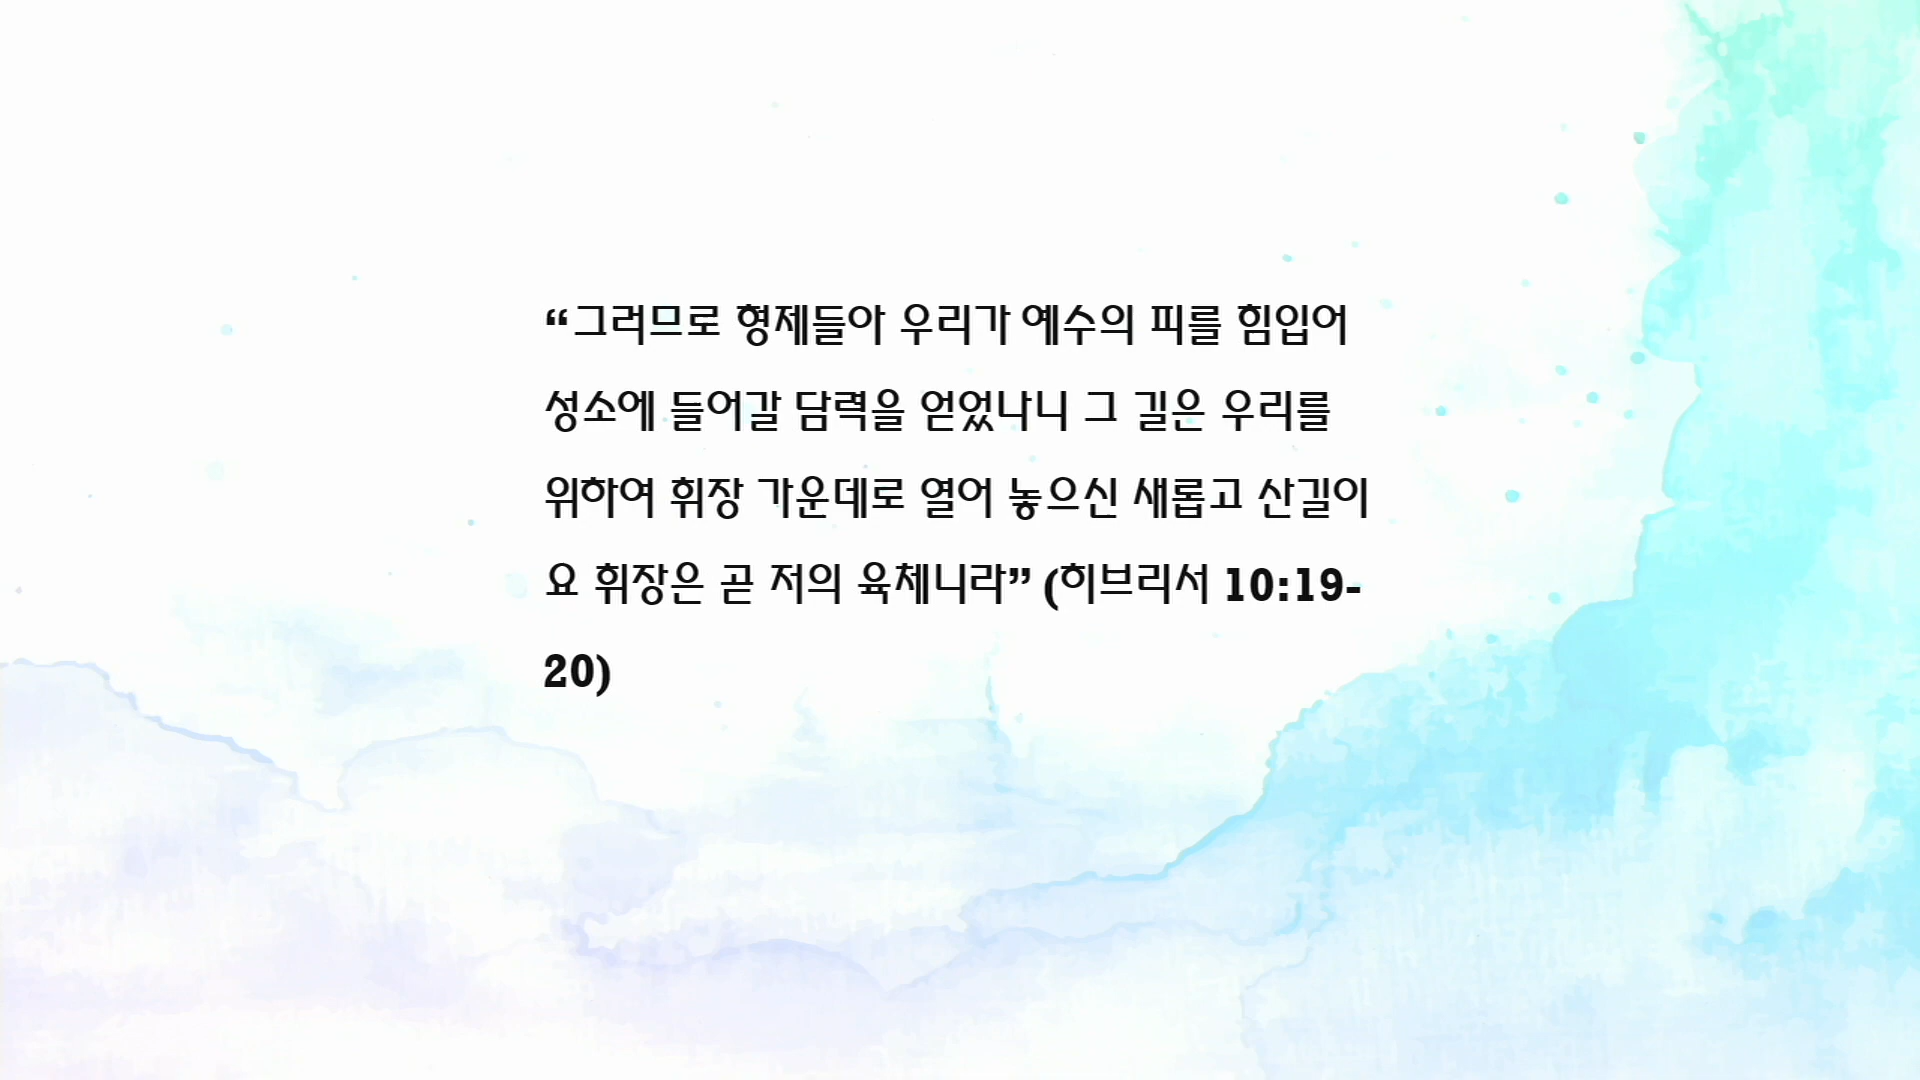 “그러므로 형제들아 우리가 예수의 피를 힘입어
성소에 들어갈 담력을 얻었나니 그 길은 우리를
위하여 휘장 가운데로 열어 놓으신 새롭고 산길이
요 휘장은 곧 저의 육체니라” (히브리서 10:19-
20)